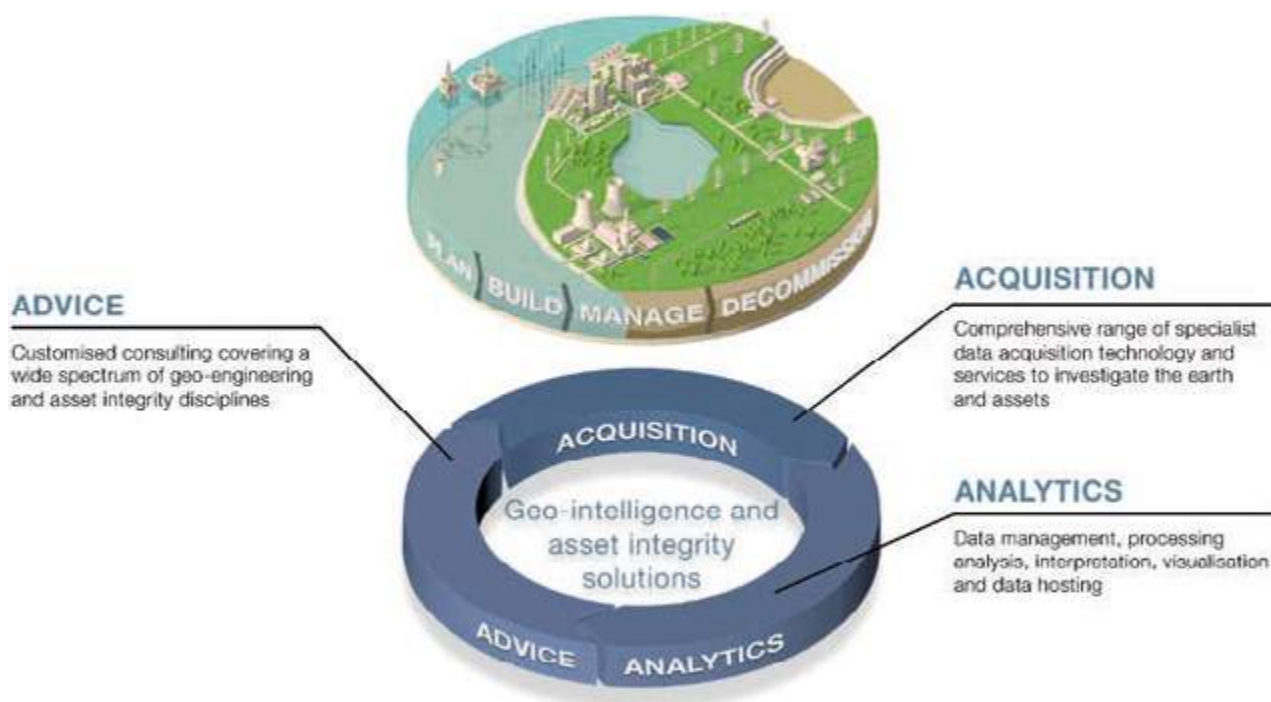 PLAN
BUILD
MANAGE
DECOMMISSION
ADVICE
Customised consulting covering a
wide spectrum of geo-engineering
and asset integrity disciplines
ACQUISITION
Comprehensive range of specialist
data acquisition technology and
services to investigate the earth
and assets
ANALYTICS
Data management, processing
analysis, interpretation, visualisation
and data hosting
ACQUISITION
Geo-intelligence and
asset integrity
solutions
ADVICE
ANALYTICS